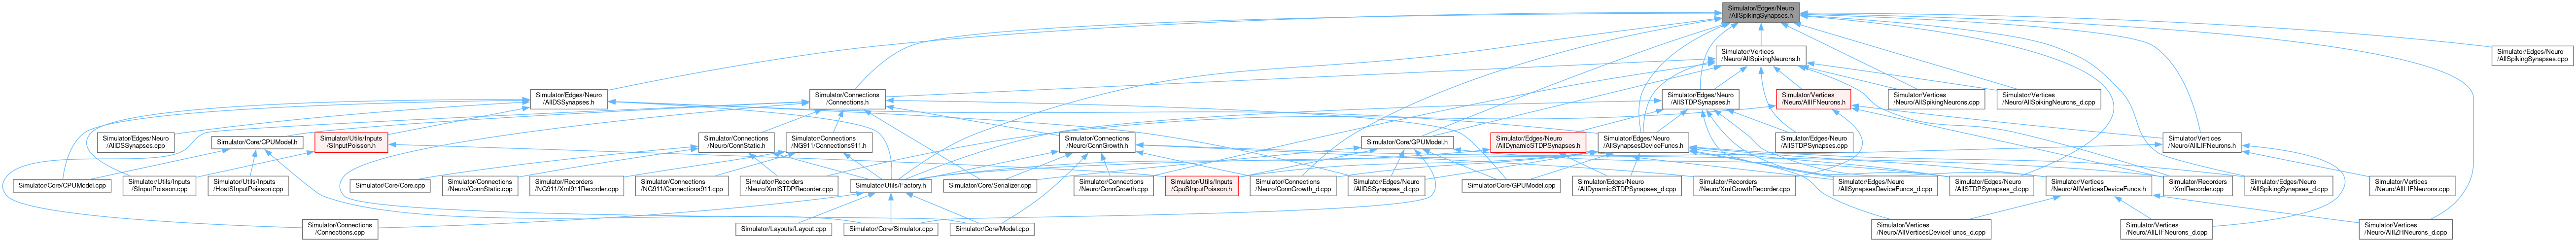 Simulator/Edges/Neuro
/AllSpikingSynapses.h
Simulator/Vertices
/Neuro/AllSpikingNeurons.h
Simulator/Edges/Neuro
/AllSpikingSynapses.cpp
Simulator/Edges/Neuro
/AllDSSynapses.h
Simulator/Connections
/Connections.h
Simulator/Edges/Neuro
/AllSTDPSynapses.h
Simulator/Vertices
/Neuro/AllIFNeurons.h
Simulator/Vertices
/Neuro/AllSpikingNeurons.cpp
Simulator/Vertices
/Neuro/AllSpikingNeurons_d.cpp
Simulator/Edges/Neuro
/AllDSSynapses.cpp
Simulator/Core/CPUModel.h
Simulator/Utils/Inputs
/SInputPoisson.h
Simulator/Connections
/Neuro/ConnStatic.h
Simulator/Connections
/NG911/Connections911.h
Simulator/Connections
/Neuro/ConnGrowth.h
Simulator/Core/GPUModel.h
Simulator/Edges/Neuro
/AllDynamicSTDPSynapses.h
Simulator/Edges/Neuro
/AllSynapsesDeviceFuncs.h
Simulator/Edges/Neuro
/AllSTDPSynapses.cpp
Simulator/Vertices
/Neuro/AllLIFNeurons.h
Simulator/Core/CPUModel.cpp
Simulator/Utils/Inputs
/SInputPoisson.cpp
Simulator/Utils/Inputs
/HostSInputPoisson.cpp
Simulator/Core/Core.cpp
Simulator/Connections
/Neuro/ConnStatic.cpp
Simulator/Recorders
/NG911/Xml911Recorder.cpp
Simulator/Connections
/NG911/Connections911.cpp
Simulator/Recorders
/Neuro/XmlSTDPRecorder.cpp
Simulator/Utils/Factory.h
Simulator/Core/Serializer.cpp
Simulator/Connections
/Neuro/ConnGrowth.cpp
Simulator/Utils/Inputs
/GpuSInputPoisson.h
Simulator/Connections
/Neuro/ConnGrowth_d.cpp
Simulator/Edges/Neuro
/AllDSSynapses_d.cpp
Simulator/Core/GPUModel.cpp
Simulator/Edges/Neuro
/AllDynamicSTDPSynapses_d.cpp
Simulator/Recorders
/Neuro/XmlGrowthRecorder.cpp
Simulator/Edges/Neuro
/AllSynapsesDeviceFuncs_d.cpp
Simulator/Edges/Neuro
/AllSTDPSynapses_d.cpp
Simulator/Vertices
/Neuro/AllVerticesDeviceFuncs.h
Simulator/Recorders
/XmlRecorder.cpp
Simulator/Edges/Neuro
/AllSpikingSynapses_d.cpp
Simulator/Vertices
/Neuro/AllLIFNeurons.cpp
Simulator/Connections
/Connections.cpp
Simulator/Layouts/Layout.cpp
Simulator/Core/Simulator.cpp
Simulator/Core/Model.cpp
Simulator/Vertices
/Neuro/AllVerticesDeviceFuncs_d.cpp
Simulator/Vertices
/Neuro/AllLIFNeurons_d.cpp
Simulator/Vertices
/Neuro/AllIZHNeurons_d.cpp